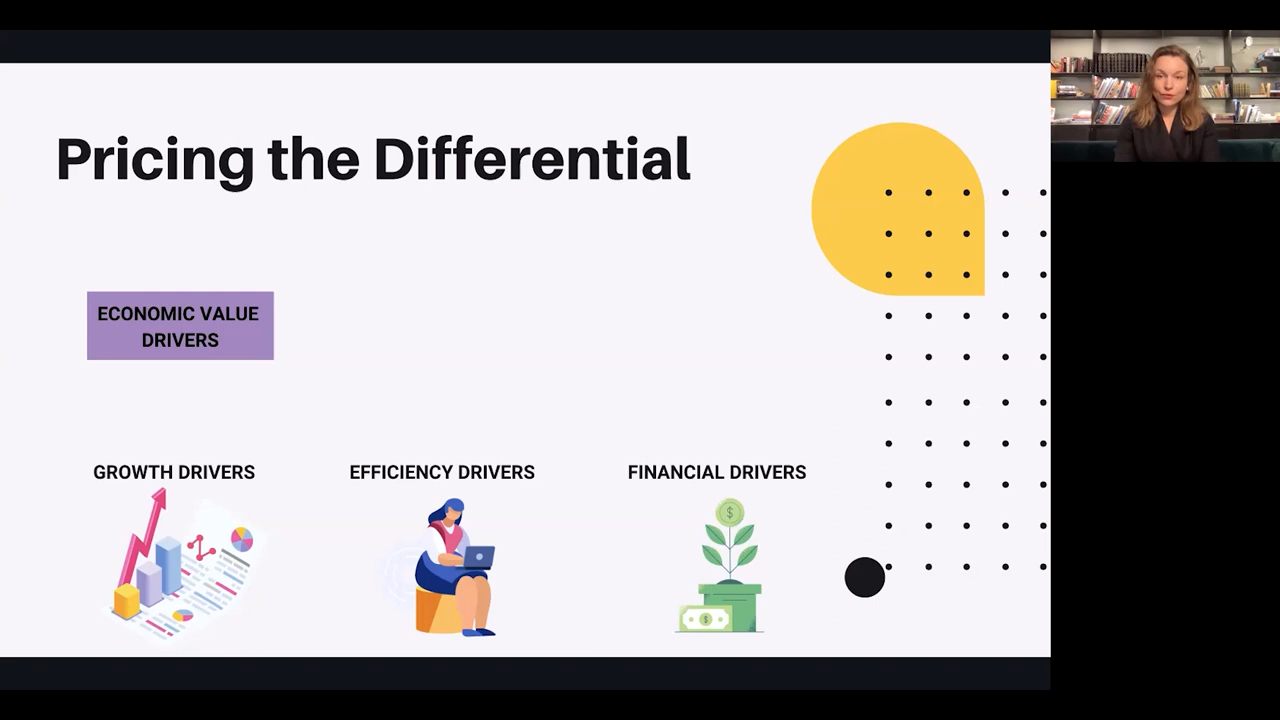 Pricing the Differential
ECONOMIC VALUE
DRIVERS
GROWTH DRIVERS
EFFICIENCY DRIVERS
FINANCIAL DRIVERS
$
$